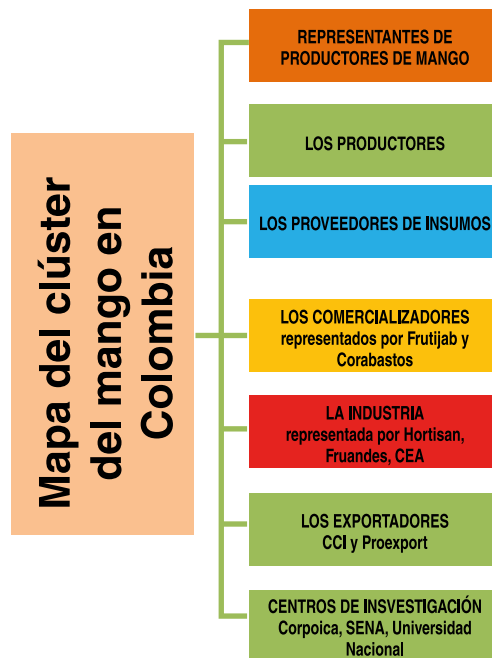 Mapa del clúster
del mango en
Colombia
REPRESENTANTES DE
PRODUCTORES DE MANGO
LOS PRODUCTORES
LOS PROVEEDORES DE INSUMOS
LOS COMERCIALIZADORES
representados por Frutijab y
Corabastos
LA INDUSTRIA
representada por Hortisan,
Fruandes, CEA
LOS EXPORTADORES
CCI y Proexport
CENTROS DE INSVESTIGACIÓN
Corpoica, SENA, Universidad
Nacional